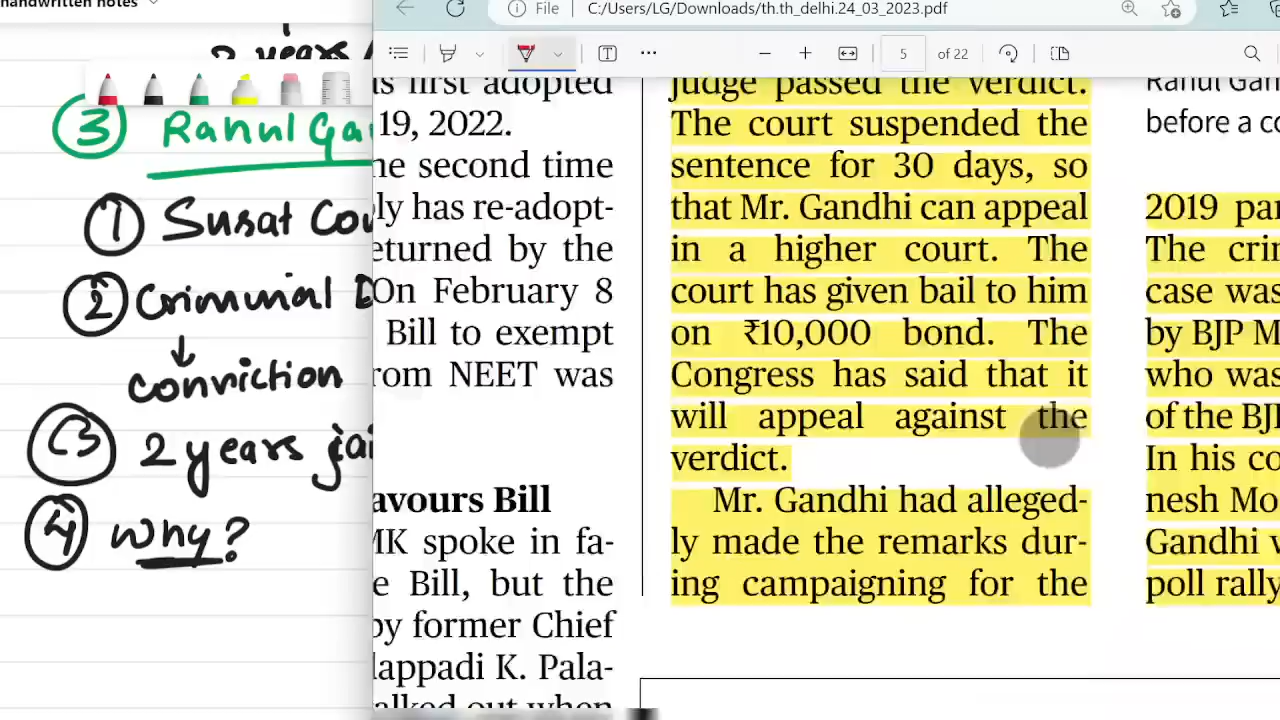 handwritten notes
2 years
③ Rahul Ga
① Surat Cou
② Criminal D
↓
conviction
③ 2 years jai
④ Why?
File C:/Users/LG/Downloads/th.th_delhi.24_03_2023.pdf
5 of 22
as first adopted
19, 2022.
he second time
ly has re-adopt-
eturned by the
On February 8
Bill to exempt
rom NEET was
avours Bill
MK spoke in fa-
e Bill, but the
by former Chief
lappadi K. Pala-
alked out when
judge passed the verdict.
The court suspended the
sentence for 30 days, so
that Mr. Gandhi can appeal
in a higher court. The
court has given bail to him
on ₹10,000 bond. The
Congress has said that it
will appeal against the
verdict.
Mr. Gandhi had alleged-
ly made the remarks dur-
ing campaigning for the
Rahul Gan
before a co
2019 par
The crim
case was
by BJP M
who was
of the BJP
In his co
nesh Mo
Gandhi w
poll rally